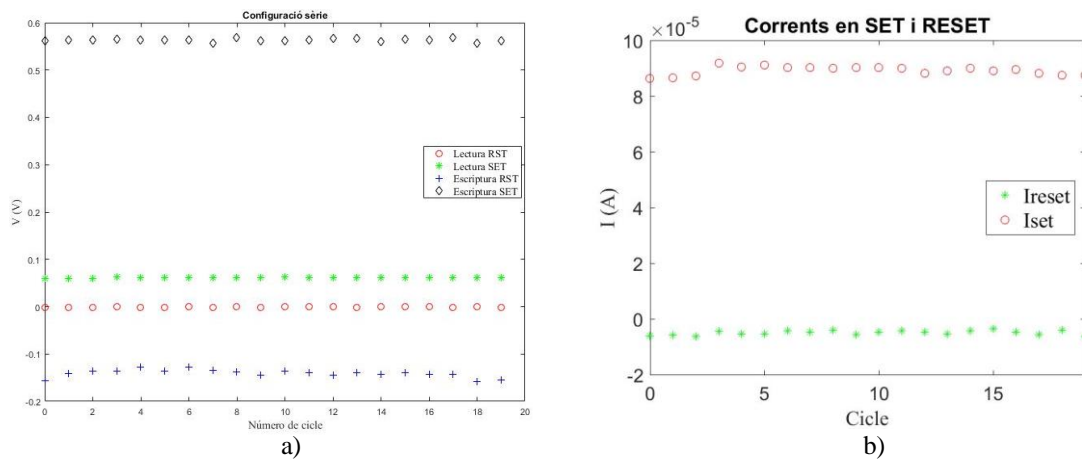 Configuració sèrie
0.6
0.5
0.4
0.3
0.2
0.1
0
-0.1
-0.2
V (V)
Lectura RST
Lectura SET
Escriptura RST
Escriptura SET
0 2 4 6 8 10 12 14 16 18 20
Número de cicle
a)
Corrents en SET i RESET
10 × 10^-5
8
6
4
2
0
-2
I (A)
Ireset
Iset
0 5 10 15
Cicle
b)